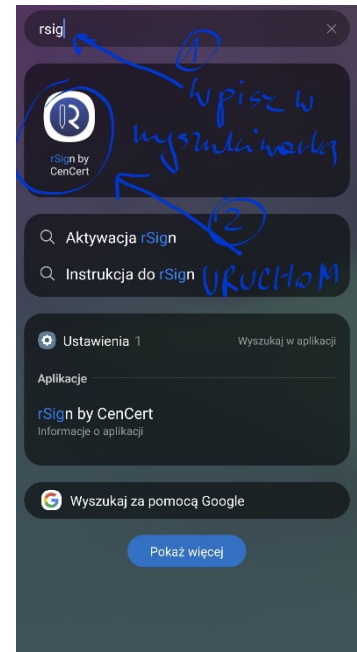 rsig
1
Wpisz w
wyszukiwarkę
rSign by
CenCert
2
Aktywacja rSign
Instrukcja do rSign
URUCHOM
Ustawienia 1
Wyszukaj w aplikacji
Aplikacje
rSign by CenCert
Informacje o aplikacji
Wyszukaj za pomocą Google
Pokaż więcej